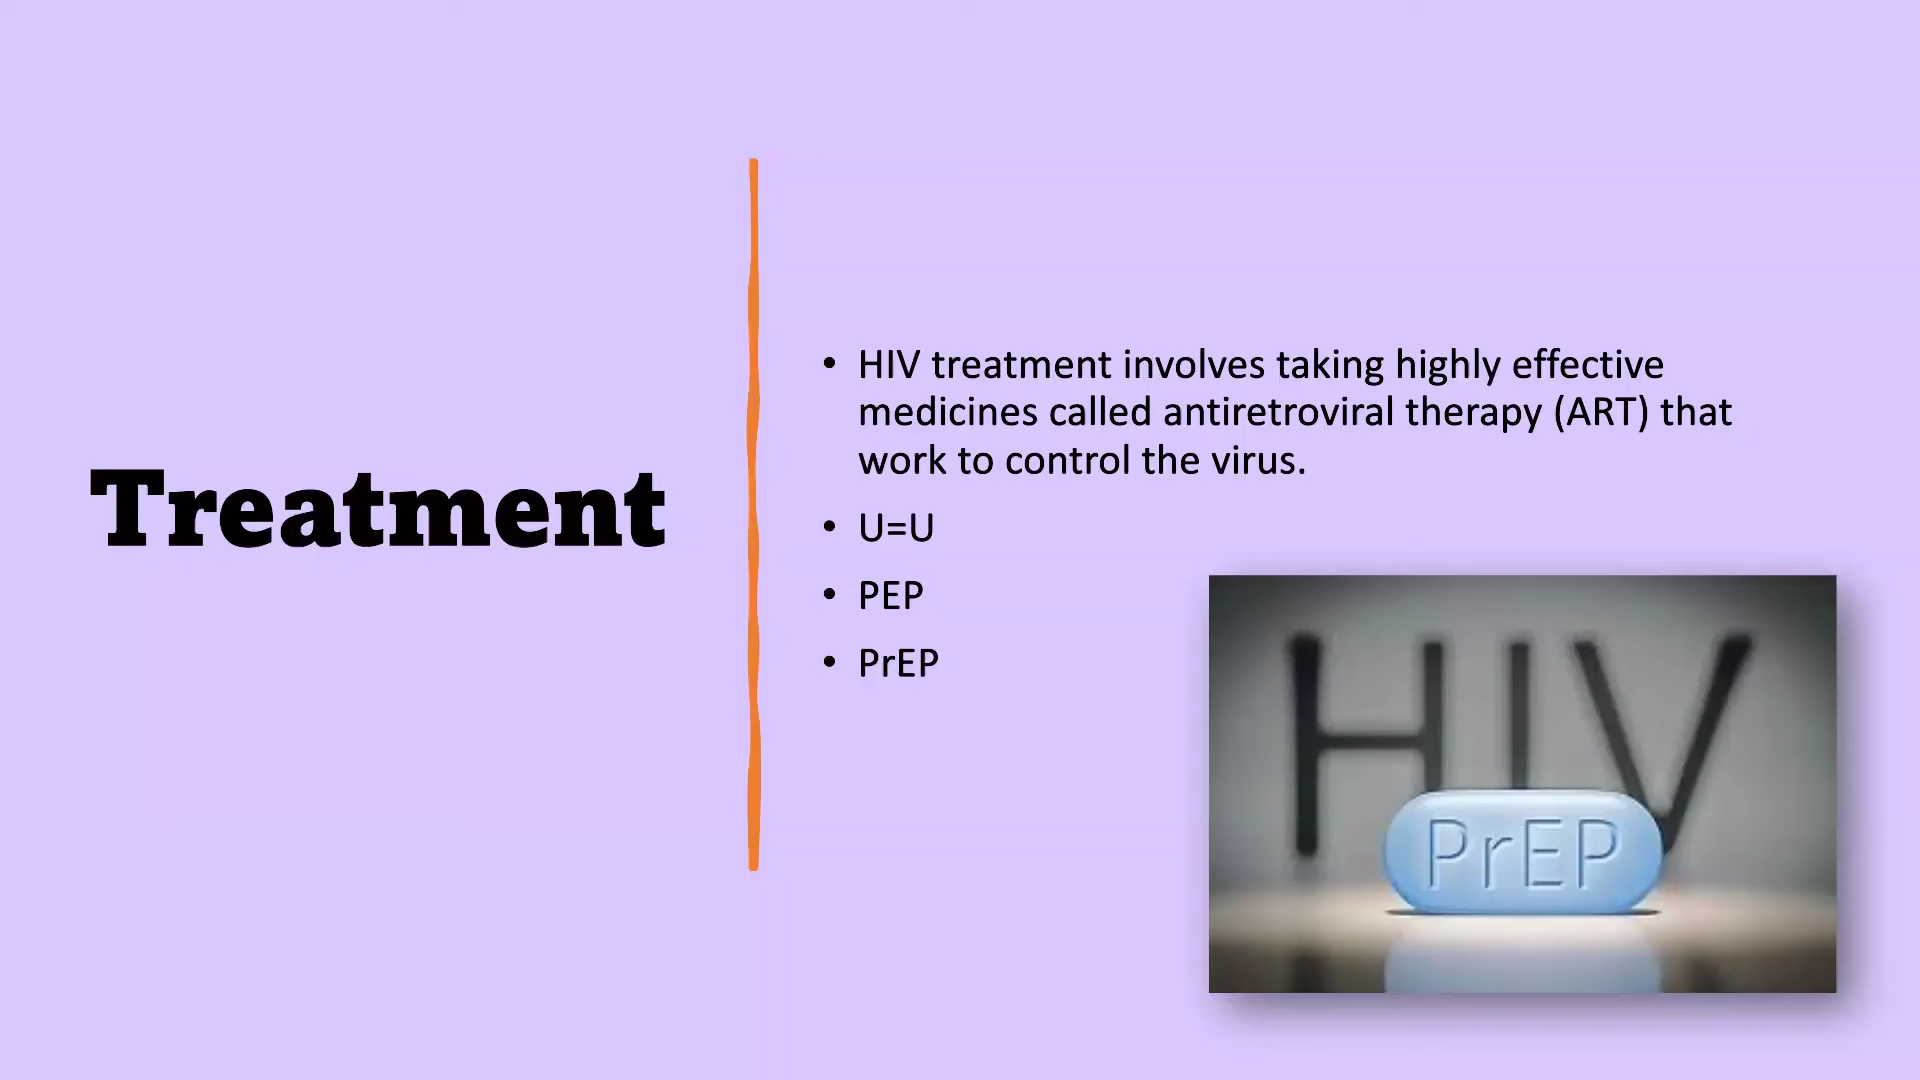 Treatment
• HIV treatment involves taking highly effective
medicines called antiretroviral therapy (ART) that
work to control the virus.
• U=U
• PEP
• PrEP
HIV
PrEP